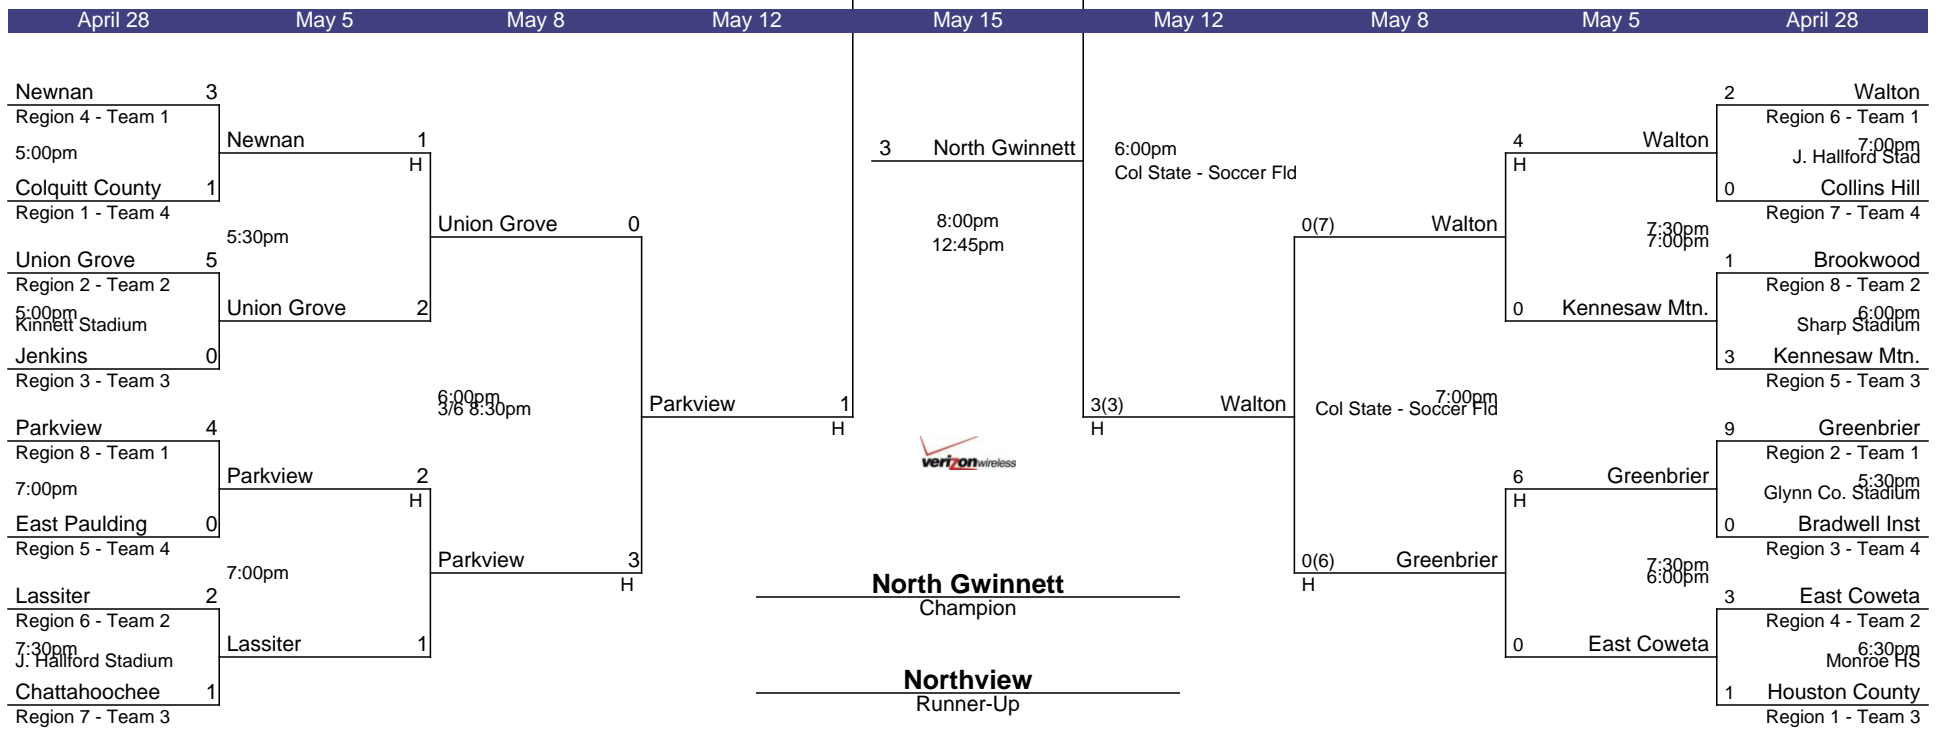 April 28 May 5 May 8 May 12 May 15 May 12 May 8 May 5 April 28
Newnan 3
Region 4 - Team 1
5:00pm
Colquitt County 1
Region 1 - Team 4
Union Grove 5
Region 2 - Team 2
5:00pm
Kinnett Stadium
Jenkins 0
Region 3 - Team 3
Parkview 4
Region 8 - Team 1
7:00pm
East Paulding 0
Region 5 - Team 4
Lassiter 2
Region 6 - Team 2
7:30pm
J. Hallford Stadium
Chattahoochee 1
Region 7 - Team 3
Newnan 1
H
5:30pm
Union Grove 2
Parkview 2
H
7:00pm
Lassiter 1
Union Grove 0
6:00pm
3/6 8:30pm
Parkview 3
H
Parkview 1
H
3 North Gwinnett
8:00pm
12:45pm
verizonwireless
North Gwinnett
Champion
Northview
Runner-Up
6:00pm
Col State - Soccer Fld
3(3) Walton
H
0(7) Walton
7:00pm
Col State - Soccer Fld
0(6) Greenbrier
H
4 Walton
H
7:30pm
7:00pm
0 Kennesaw Mtn.
6 Greenbrier
H
7:30pm
6:00pm
0 East Coweta
2 Walton
Region 6 - Team 1
7:00pm
J. Hallford Stad
0 Collins Hill
Region 7 - Team 4
1 Brookwood
Region 8 - Team 2
6:00pm
Sharp Stadium
3 Kennesaw Mtn.
Region 5 - Team 3
9 Greenbrier
Region 2 - Team 1
5:30pm
Glynn Co. Stadium
0 Bradwell Inst
Region 3 - Team 4
3 East Coweta
Region 4 - Team 2
6:30pm
Monroe HS
1 Houston County
Region 1 - Team 3